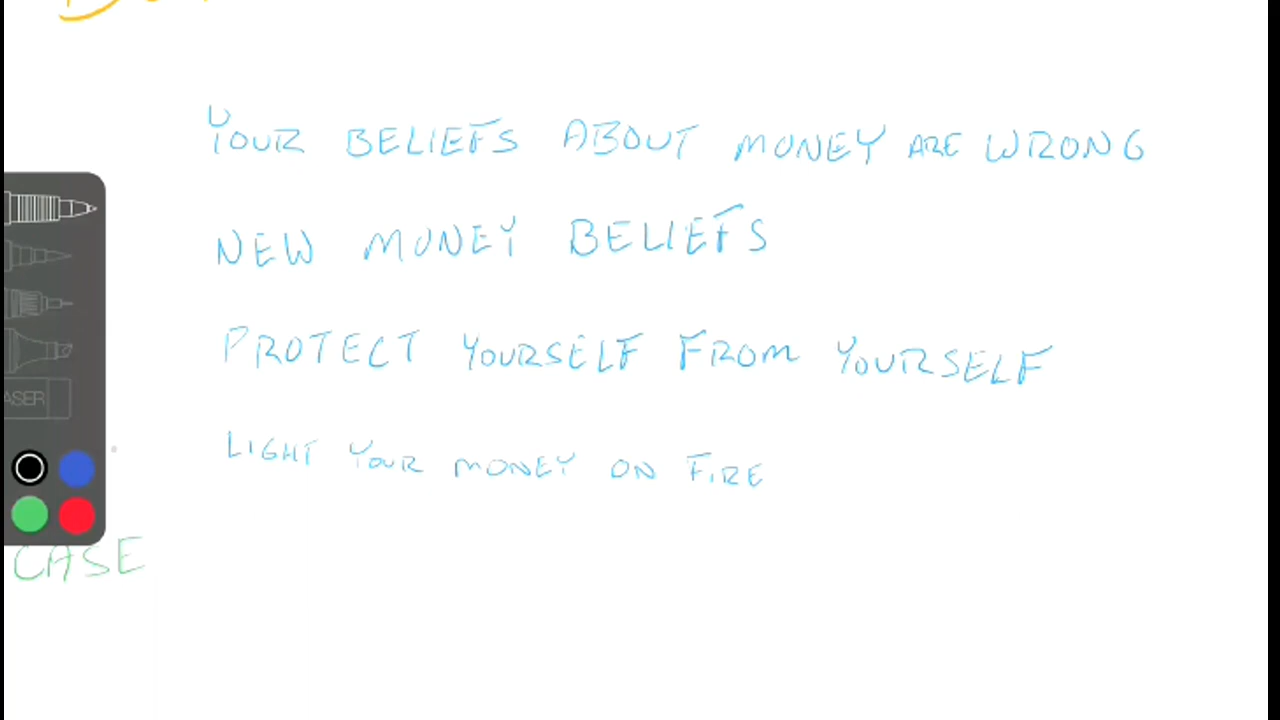 YOUR BELIEFS ABOUT MONEY ARE WRONG
NEW MONEY BELIEFS
PROTECT YOURSELF FROM YOURSELF
LIGHT YOUR MONEY ON FIRE
CASE